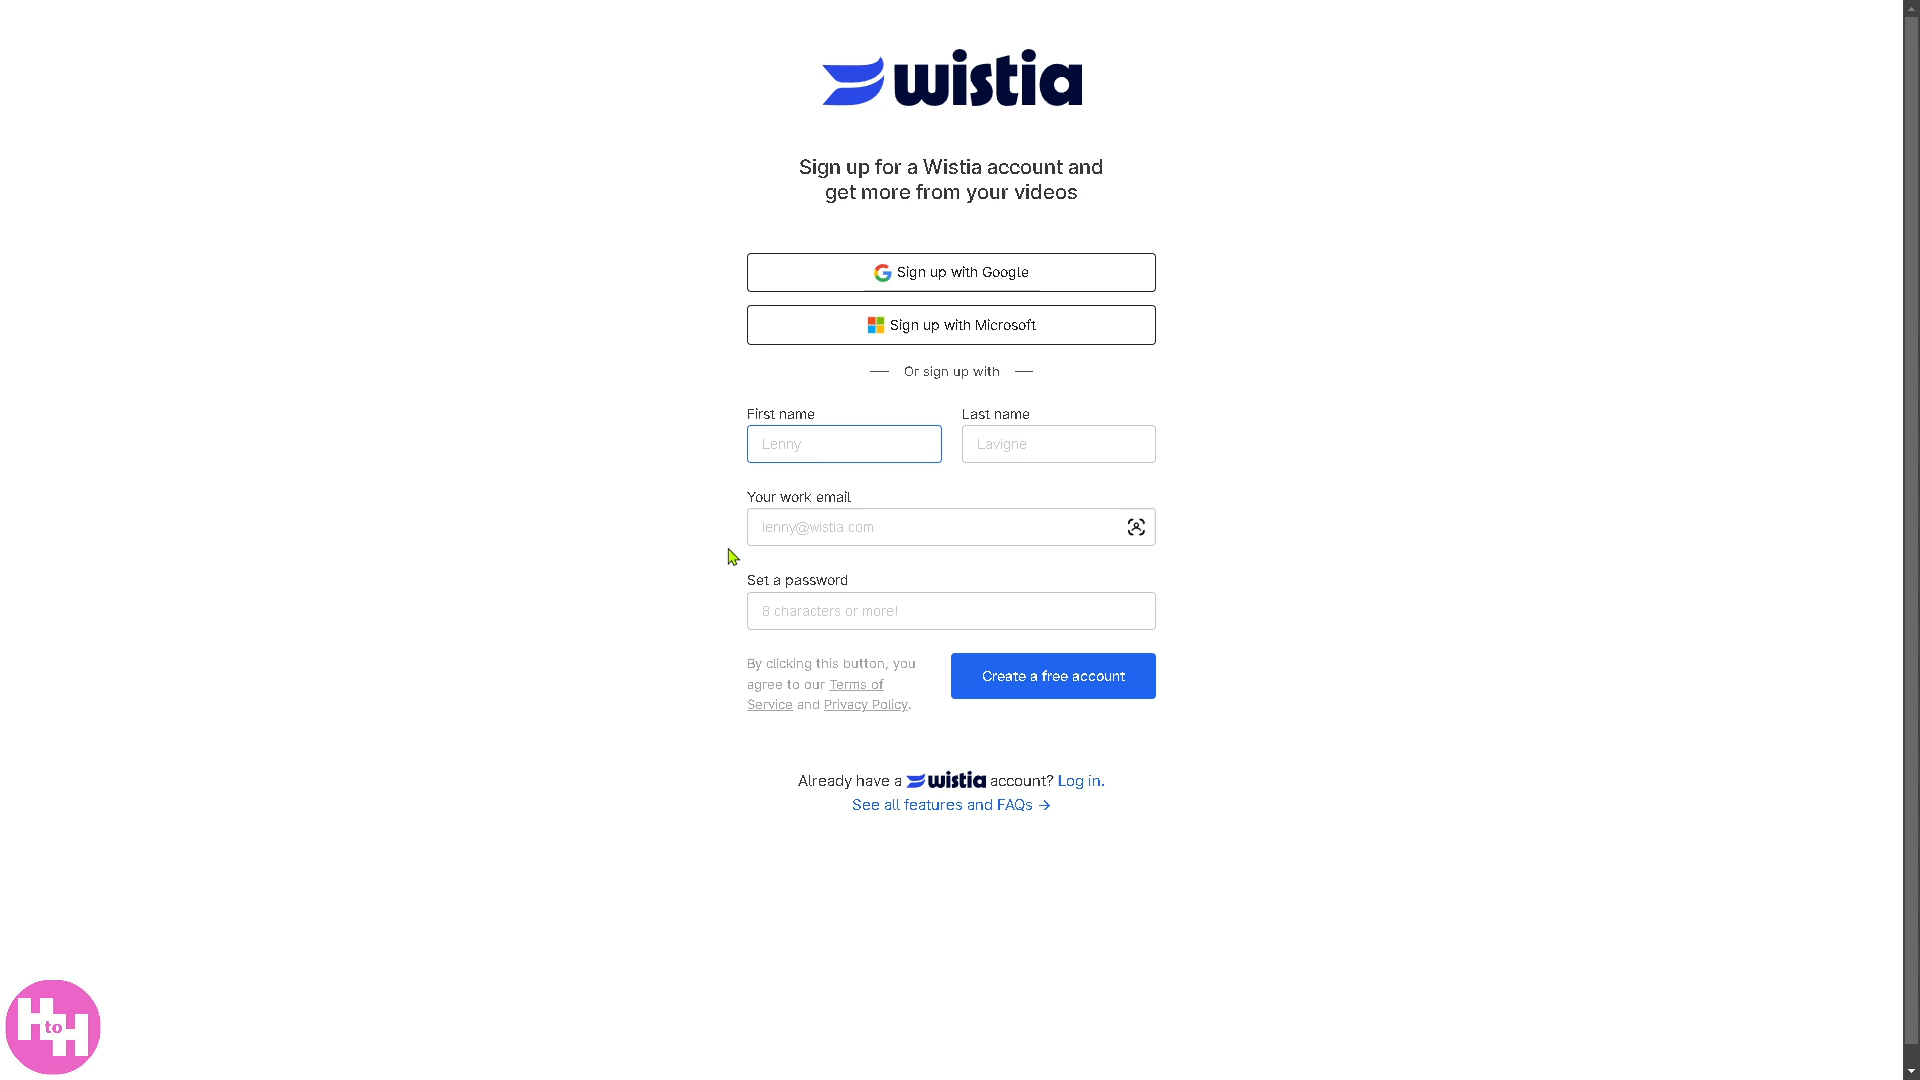 wistia
Sign up for a Wistia account and
get more from your videos
Sign up with Google
Sign up with Microsoft
Or sign up with
First name
Last name
Lenny
Lavigne
Your work email
lenny@wistia.com
Set a password
8 characters or more!
By clicking this button, you
agree to our Terms of
Service and Privacy Policy.
Create a free account
Already have a wistia account? Log in.
See all features and FAQs →
H to H